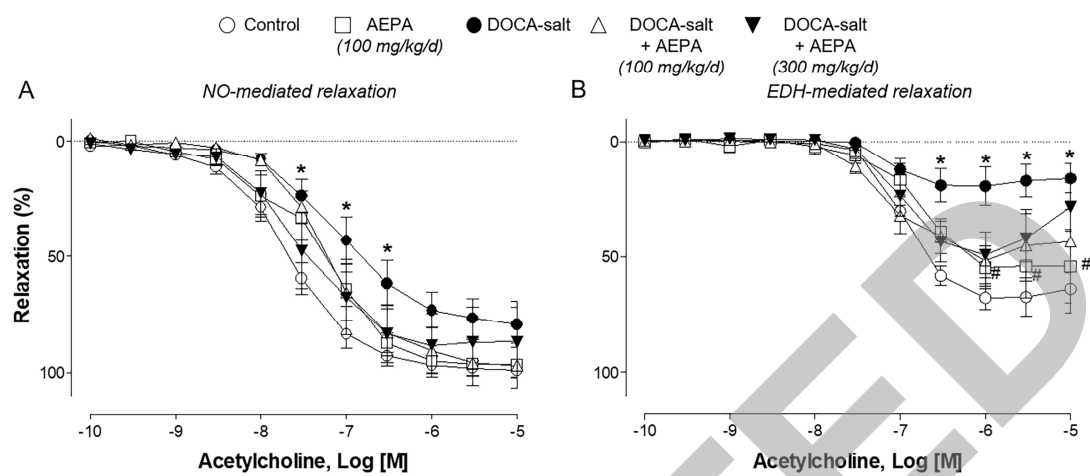 Control AEPA DOCA-salt DOCA-salt DOCA-salt
(100 mg/kg/d) + AEPA + AEPA
(100 mg/kg/d) (300 mg/kg/d)
A NO-mediated relaxation B EDH-mediated relaxation
0 0
* * * * * * *
50 50
# # #
100 100
Relaxation (%)
-10 -9 -8 -7 -6 -5 -10 -9 -8 -7 -6 -5
Acetylcholine, Log [M] Acetylcholine, Log [M]